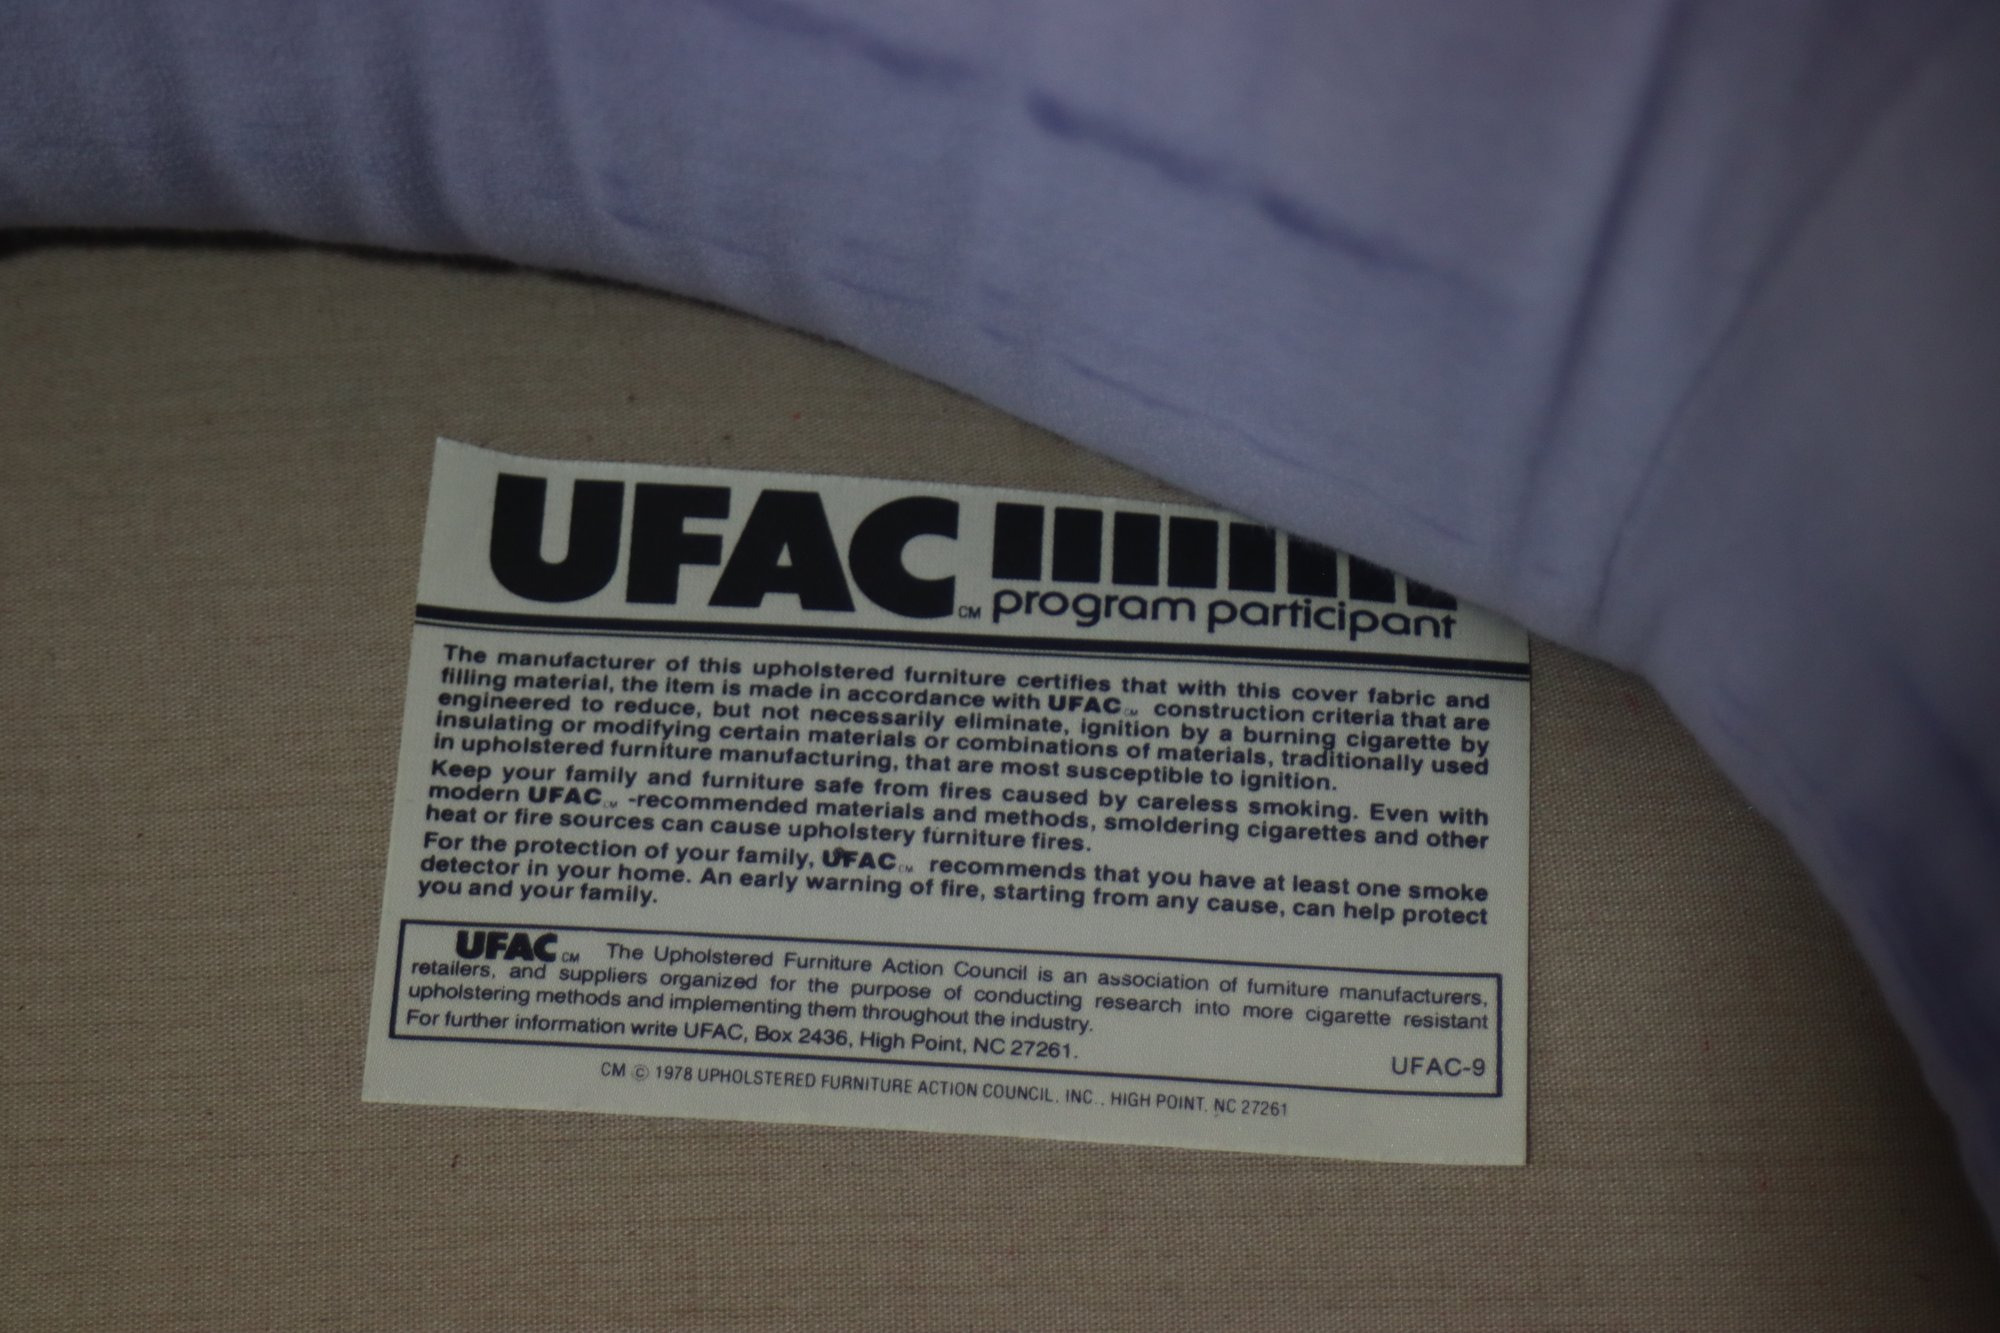 UFAC CM program participant
The manufacturer of this upholstered furniture certifies that with this cover fabric and
filling material, the item is made in accordance with UFAC CM construction criteria that are
engineered to reduce, but not necessarily eliminate, ignition by a burning cigarette by
insulating or modifying certain materials or combinations of materials, traditionally used
in upholstered furniture manufacturing, that are most susceptible to ignition.
Keep your family and furniture safe from fires caused by careless smoking. Even with
modern UFAC CM -recommended materials and methods, smoldering cigarettes and other
heat or fire sources can cause upholstery furniture fires.
For the protection of your family, UFAC CM recommends that you have at least one smoke
detector in your home. An early warning of fire, starting from any cause, can help protect
you and your family.
UFAC CM The Upholstered Furniture Action Council is an association of furniture manufacturers,
retailers, and suppliers organized for the purpose of conducting research into more cigarette resistant
upholstering methods and implementing them throughout the industry.
For further information write UFAC, Box 2436, High Point, NC 27261.
UFAC-9
CM © 1978 UPHOLSTERED FURNITURE ACTION COUNCIL, INC., HIGH POINT, NC 27261